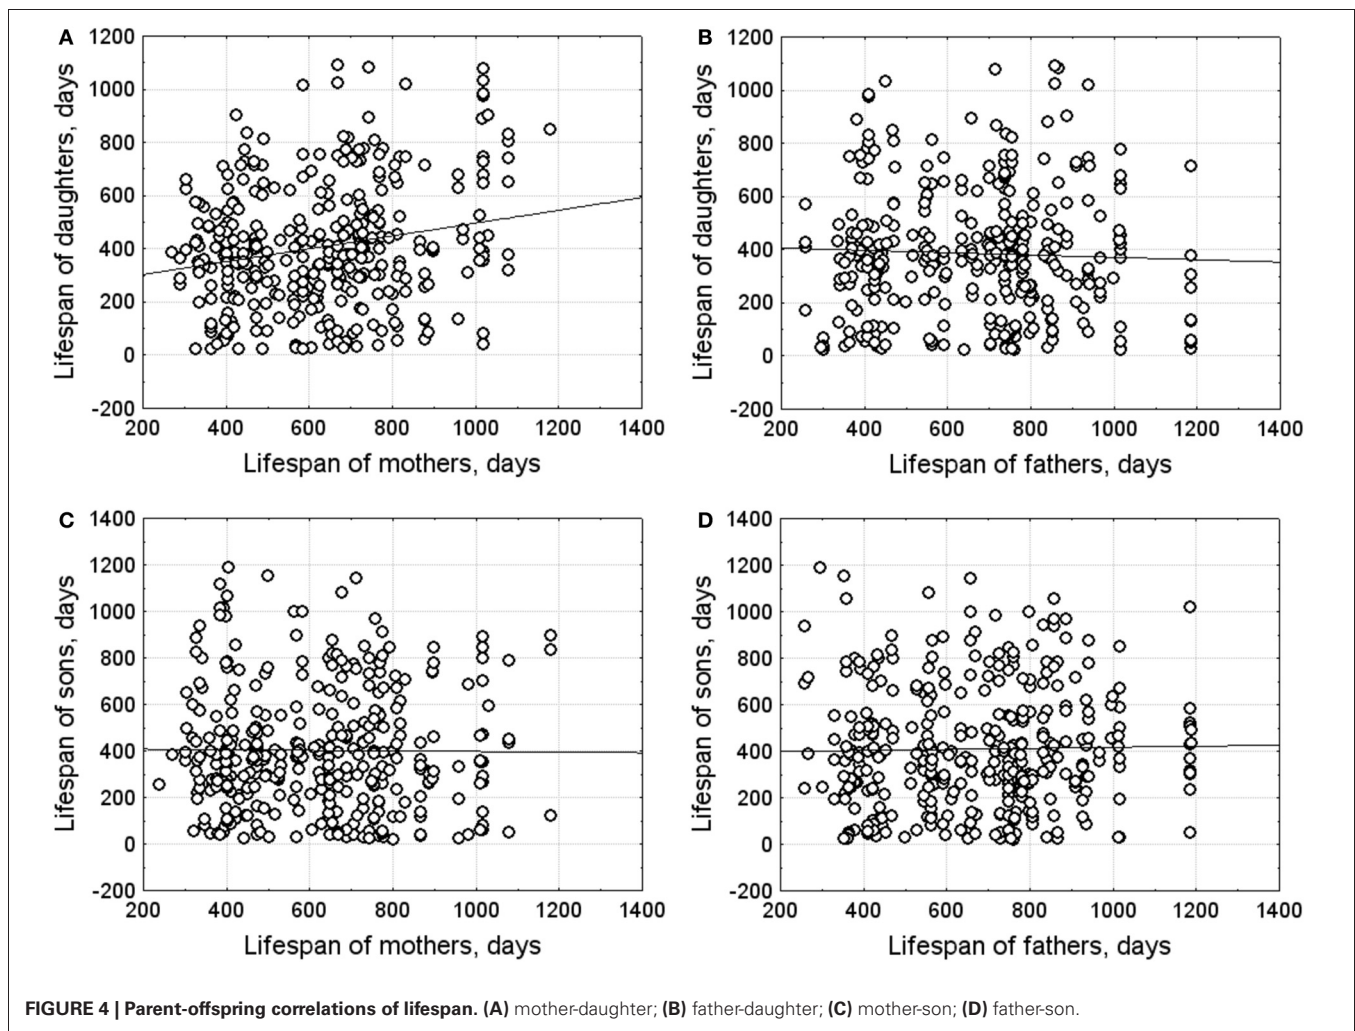 A
1200
1000
800
600
400
200
0
-200
Lifespan of daughters, days
200 400 600 800 1000 1200 1400
Lifespan of mothers, days
B
1200
1000
800
600
400
200
0
-200
Lifespan of daughters, days
200 400 600 800 1000 1200 1400
Lifespan of fathers, days
C
1400
1200
1000
800
600
400
200
0
-200
Lifespan of sons, days
200 400 600 800 1000 1200 1400
Lifespan of mothers, days
D
1400
1200
1000
800
600
400
200
0
-200
Lifespan of sons, days
200 400 600 800 1000 1200 1400
Lifespan of fathers, days
FIGURE 4 | Parent-offspring correlations of lifespan. (A) mother-daughter; (B) father-daughter; (C) mother-son; (D) father-son.